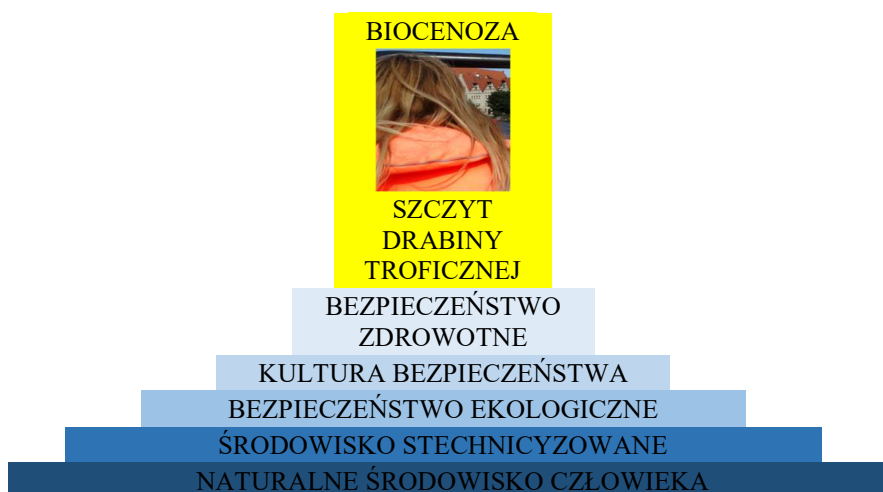 BIOCENOZA
SZCZYT
DRABINY
TROFICZNEJ
BEZPIECZEŃSTWO
ZDROWOTNE
KULTURA BEZPIECZEŃSTWA
BEZPIECZEŃSTWO EKOLOGICZNE
ŚRODOWISKO STECHNICYZOWANE
NATURALNE ŚRODOWISKO CZŁOWIEKA